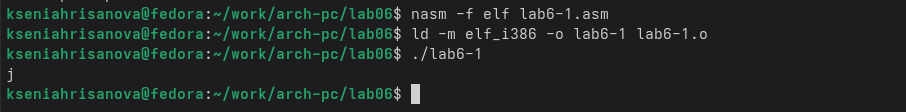 kseniahrisanova@fedora:~/work/arch-pc/lab06$ nasm -f elf lab6-1.asm
kseniahrisanova@fedora:~/work/arch-pc/lab06$ ld -m elf_i386 -o lab6-1 lab6-1.o
kseniahrisanova@fedora:~/work/arch-pc/lab06$ ./lab6-1
j
kseniahrisanova@fedora:~/work/arch-pc/lab06$